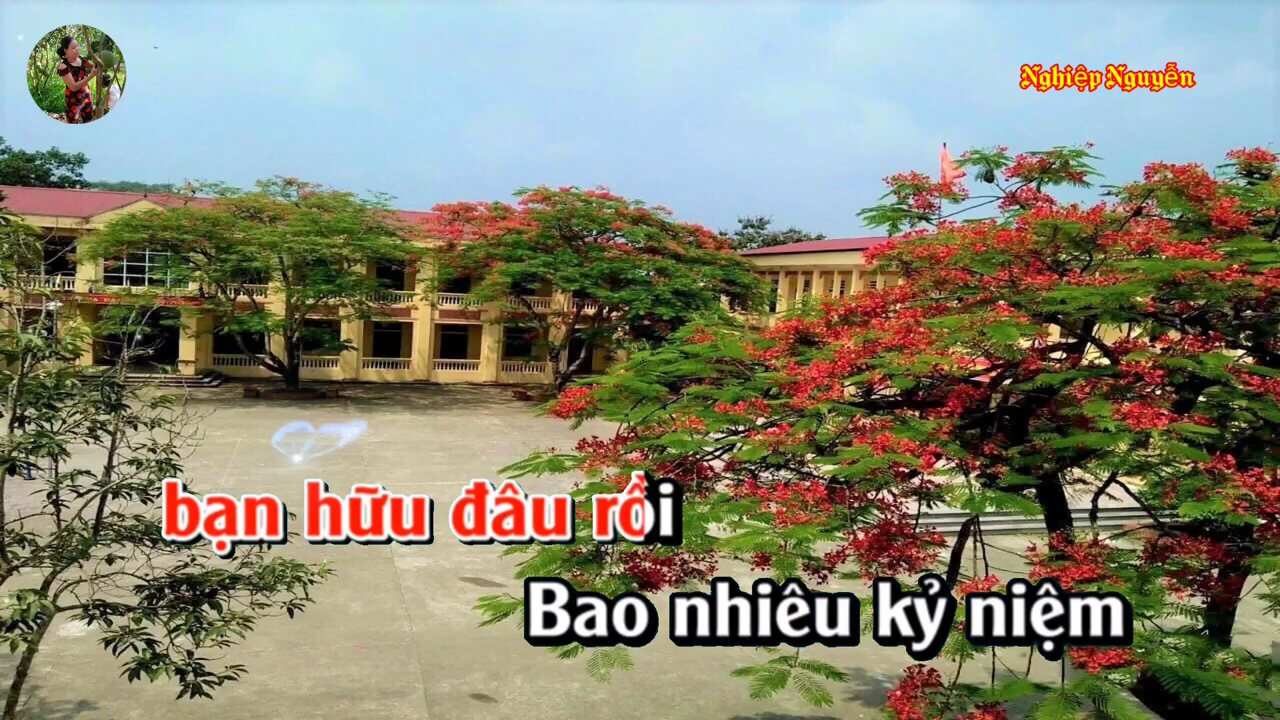 Nghiệp Nguyễn
bạn hữu đâu rồi
Bao nhiêu kỷ niệm